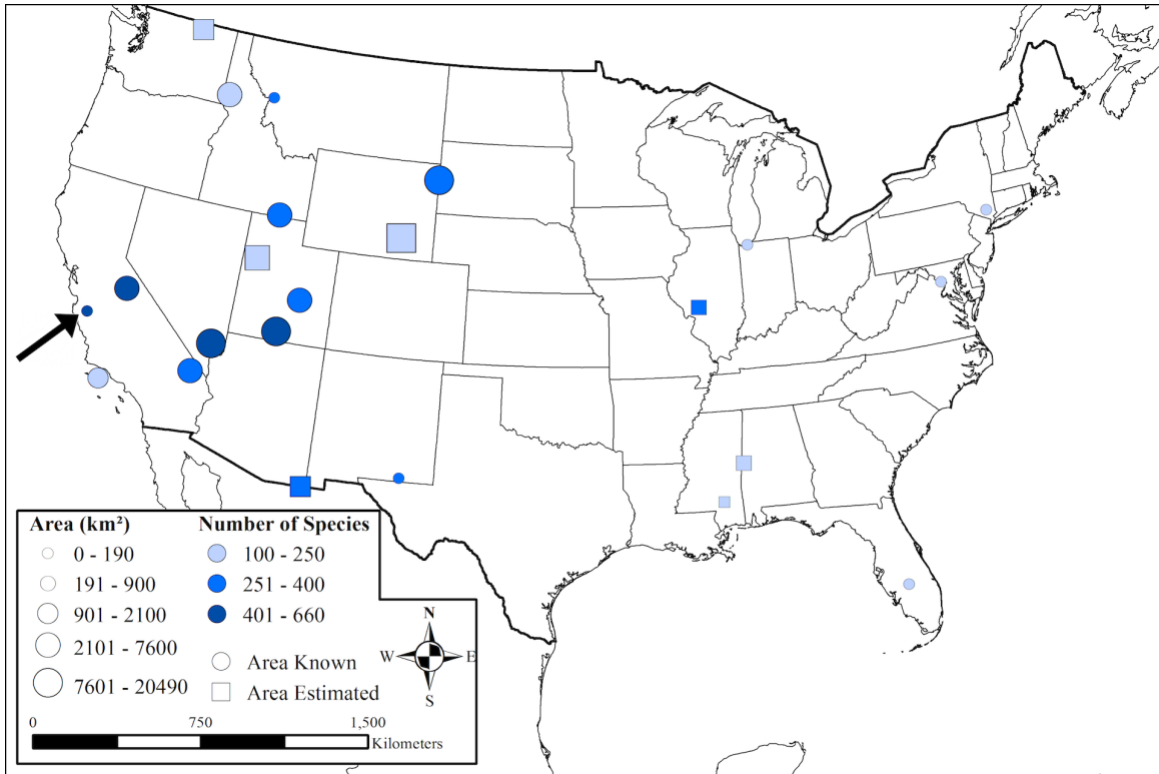 Area (km²)
0 - 190
191 - 900
901 - 2100
2101 - 7600
7601 - 20490
Number of Species
100 - 250
251 - 400
401 - 660
Area Known
Area Estimated
N
W
E
S
0
750
1,500
Kilometers